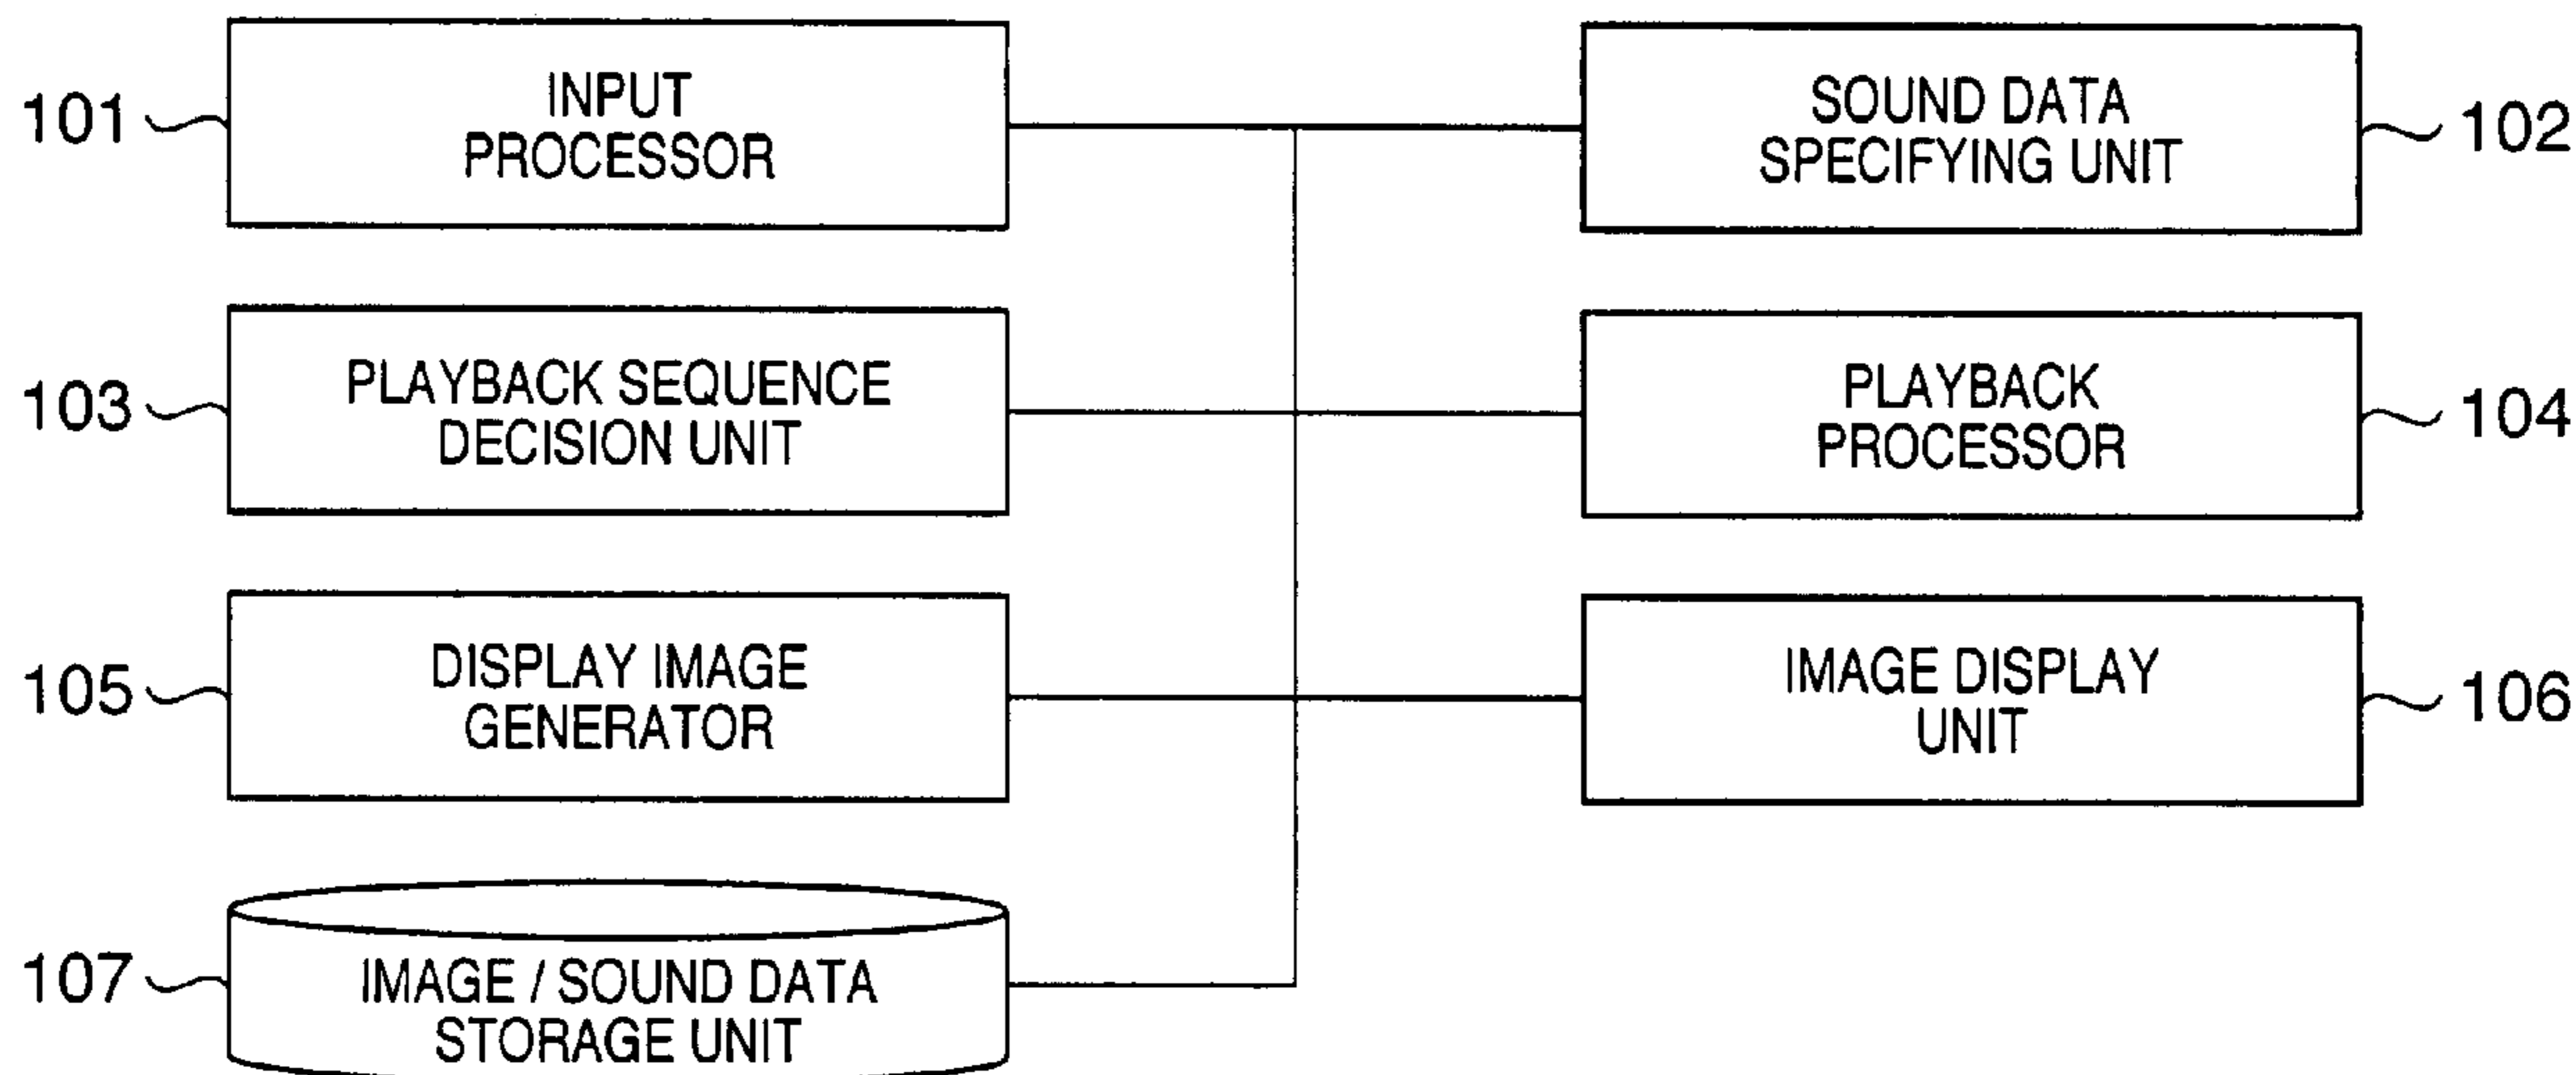 101
INPUT
PROCESSOR
SOUND DATA
SPECIFYING UNIT
102
103
PLAYBACK SEQUENCE
DECISION UNIT
PLAYBACK
PROCESSOR
104
105
DISPLAY IMAGE
GENERATOR
IMAGE DISPLAY
UNIT
106
107
IMAGE / SOUND DATA
STORAGE UNIT